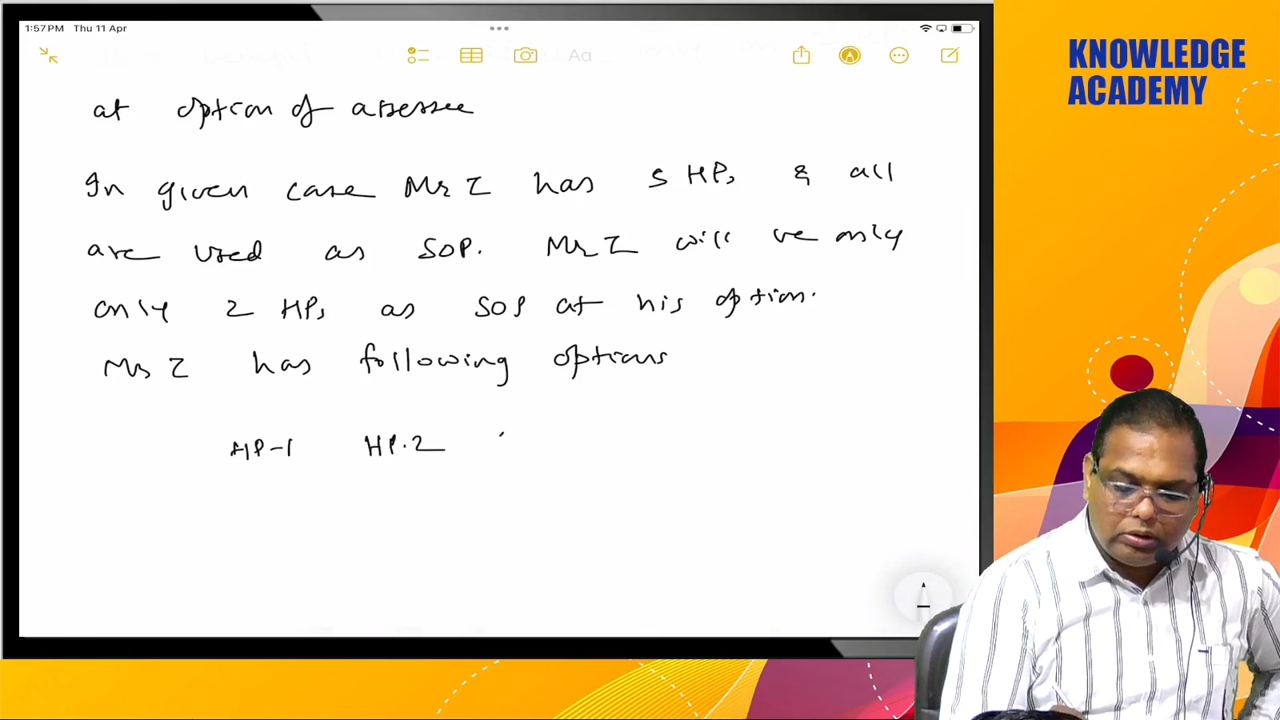 1:57 PM Thu 11 Apr
KNOWLEDGE
ACADEMY
Aa
at option of assessee
In given case Mr Z has HPs & all
are used as SOP. Mr Z will only
only 2 HPs as SOP at his option.
Mr Z has following options
HP-1 HP.2